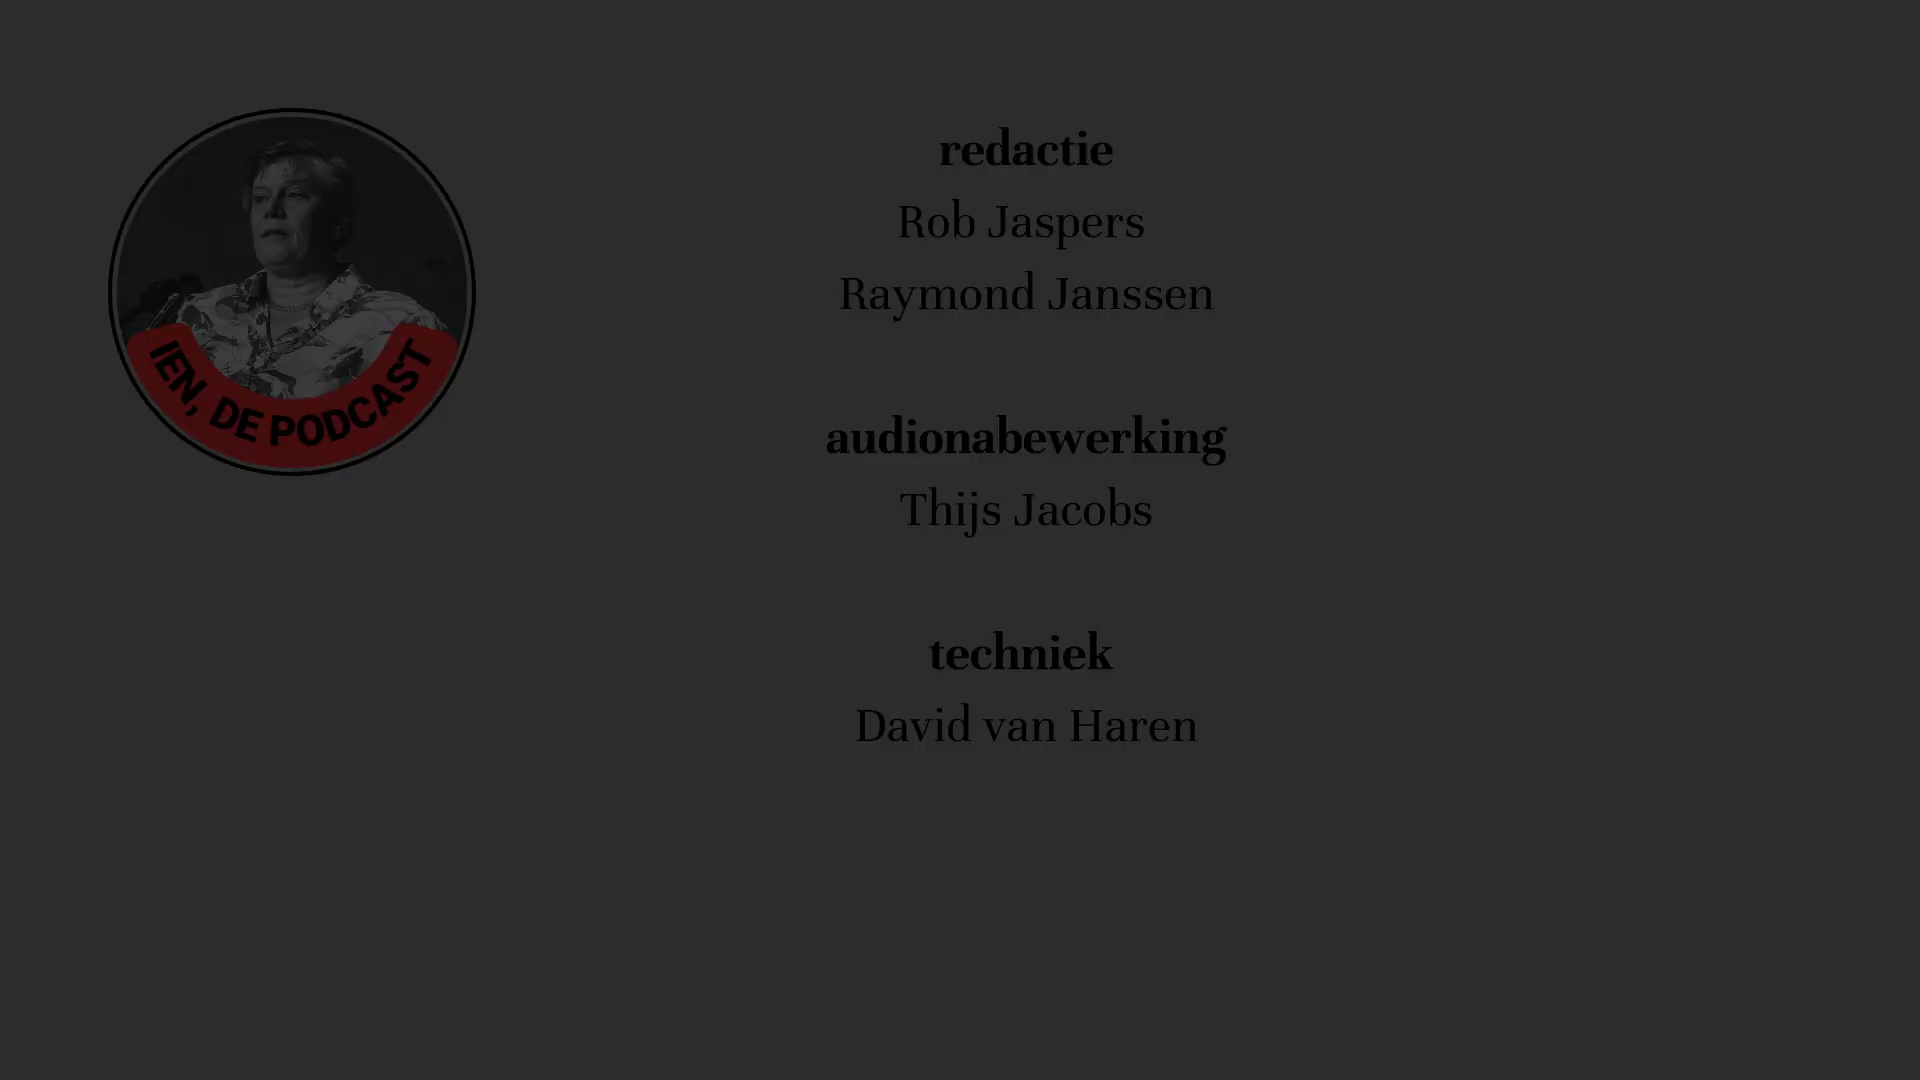 IEN, DE PODCAST
redactie
Rob Jaspers
Raymond Janssen
audionabewerking
Thijs Jacobs
techniek
David van Haren